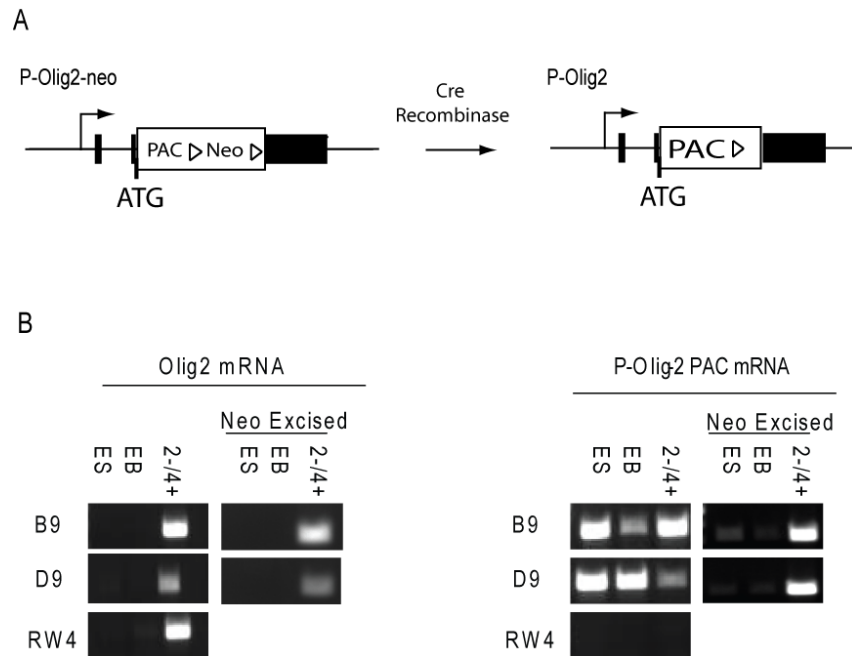 A
P-Olig2-neo
PAC Neo
ATG
Cre
Recombinase
P-Olig2
PAC
ATG
B
Olig2 mRNA
Neo Excised
ES EB 2-/4+ ES EB 2-/4+
B9
D9
RW4
P-Olig-2 PAC mRNA
Neo Excised
ES EB 2-/4+ ES EB 2-/4+
B9
D9
RW4